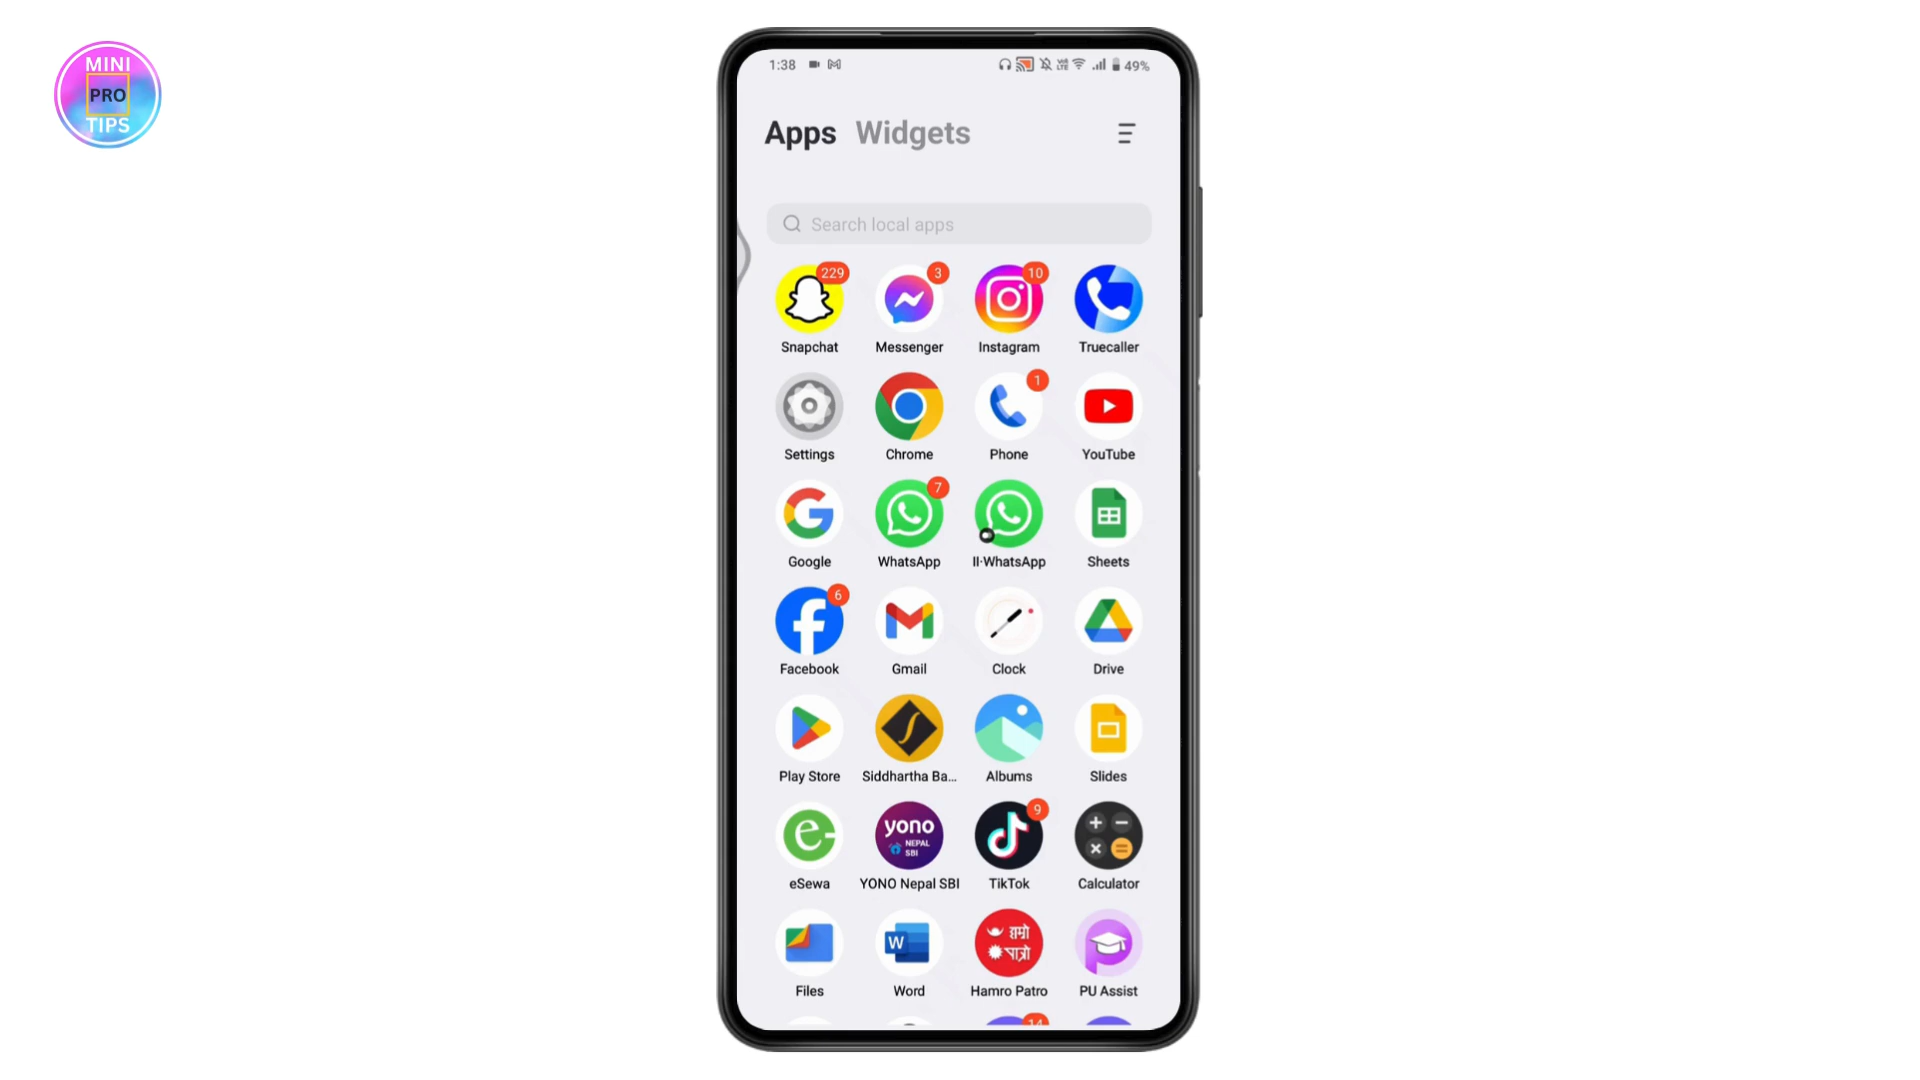 MINI
PRO
TIPS
1:38
49%
Apps Widgets
Search local apps
229
3
10
Snapchat Messenger Instagram Truecaller
1
Settings Chrome Phone YouTube
7
Google WhatsApp II·WhatsApp Sheets
6
Facebook Gmail Clock Drive
Play Store Siddhartha Ba... Albums Slides
9
yono
NEPAL
SBI
eSewa YONO Nepal SBI TikTok Calculator
W
हाम्रो
पात्रो
Files Word Hamro Patro PU Assist
14